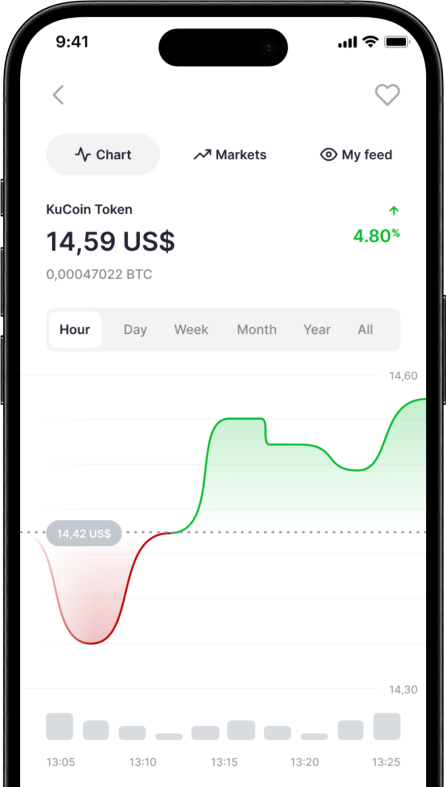 9:41
Chart
Markets
My feed
KuCoin Token
14,59 US$
4.80%
0,00047022 BTC
Hour
Day
Week
Month
Year
All
14,60
14,42 US$
14,30
13:05
13:10
13:15
13:20
13:25